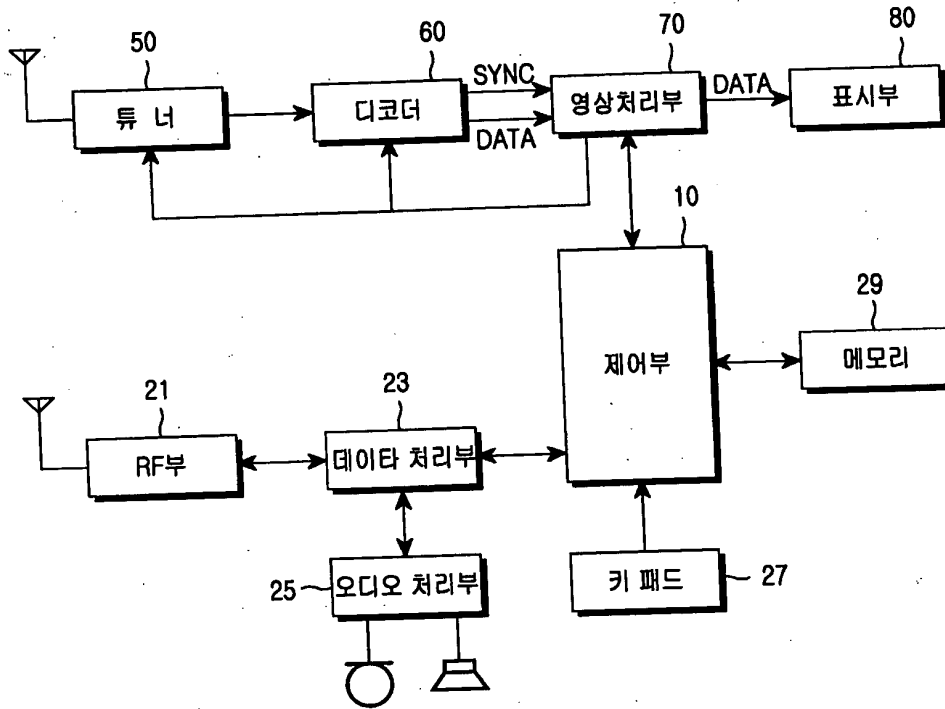 50
60
70
80
튜 너
디코더
SYNC
DATA
영상처리부
DATA
표시부
10
제어부
29
메모리
21
RF부
23
데이타 처리부
25
오디오 처리부
키 패드
27